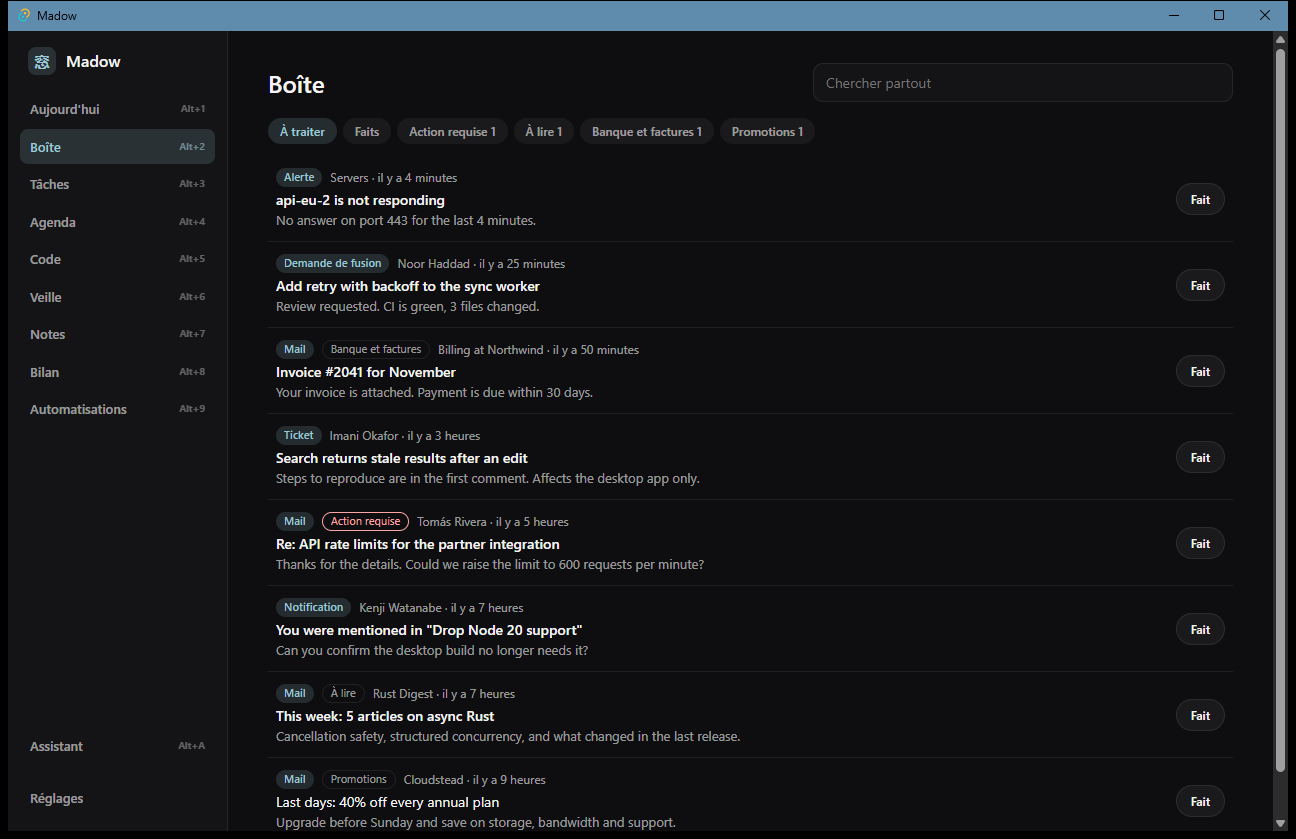 Madow
窓 Madow
Aujourd'hui Alt+1
Boîte Alt+2
Tâches Alt+3
Agenda Alt+4
Code Alt+5
Veille Alt+6
Notes Alt+7
Bilan Alt+8
Automatisations Alt+9
Assistant Alt+A
Réglages
Boîte
Chercher partout
À traiter Faits Action requise 1 À lire 1 Banque et factures 1 Promotions 1
Alerte Servers · il y a 4 minutes
api-eu-2 is not responding
No answer on port 443 for the last 4 minutes.
Fait
Demande de fusion Noor Haddad · il y a 25 minutes
Add retry with backoff to the sync worker
Review requested. CI is green, 3 files changed.
Fait
Mail Banque et factures Billing at Northwind · il y a 50 minutes
Invoice #2041 for November
Your invoice is attached. Payment is due within 30 days.
Fait
Ticket Imani Okafor · il y a 3 heures
Search returns stale results after an edit
Steps to reproduce are in the first comment. Affects the desktop app only.
Fait
Mail Action requise Tomás Rivera · il y a 5 heures
Re: API rate limits for the partner integration
Thanks for the details. Could we raise the limit to 600 requests per minute?
Fait
Notification Kenji Watanabe · il y a 7 heures
You were mentioned in "Drop Node 20 support"
Can you confirm the desktop build no longer needs it?
Fait
Mail À lire Rust Digest · il y a 7 heures
This week: 5 articles on async Rust
Cancellation safety, structured concurrency, and what changed in the last release.
Fait
Mail Promotions Cloudstead · il y a 9 heures
Last days: 40% off every annual plan
Upgrade before Sunday and save on storage, bandwidth and support.
Fait